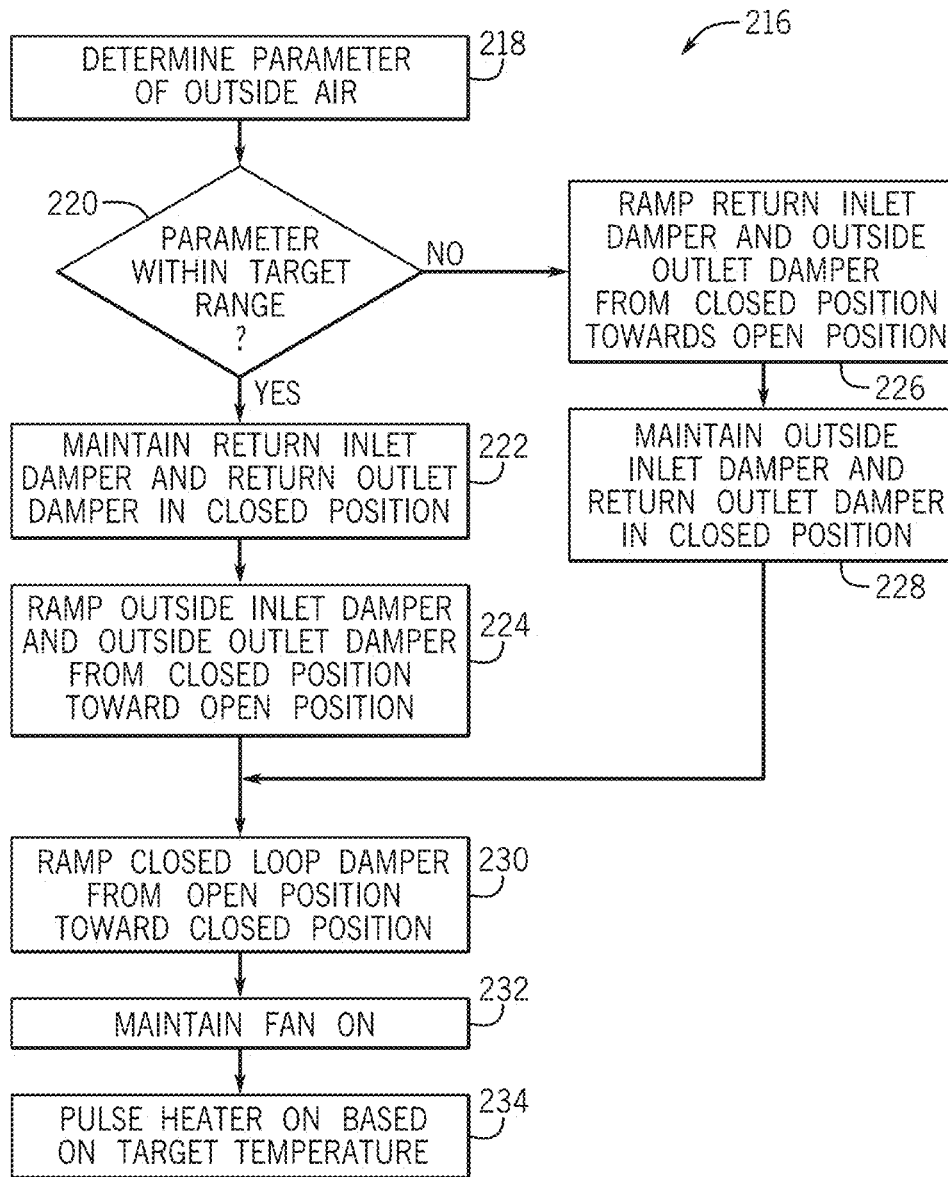 216
DETERMINE PARAMETER
OF OUTSIDE AIR
218
220
PARAMETER
WITHIN TARGET
RANGE
?
NO
YES
RAMP RETURN INLET
DAMPER AND OUTSIDE
OUTLET DAMPER
FROM CLOSED POSITION
TOWARDS OPEN POSITION
226
MAINTAIN RETURN INLET
DAMPER AND RETURN OUTLET
DAMPER IN CLOSED POSITION
222
MAINTAIN OUTSIDE
INLET DAMPER AND
RETURN OUTLET DAMPER
IN CLOSED POSITION
228
RAMP OUTSIDE INLET DAMPER
AND OUTSIDE OUTLET DAMPER
FROM CLOSED POSITION
TOWARD OPEN POSITION
224
RAMP CLOSED LOOP DAMPER
FROM OPEN POSITION
TOWARD CLOSED POSITION
230
MAINTAIN FAN ON
232
PULSE HEATER ON BASED
ON TARGET TEMPERATURE
234